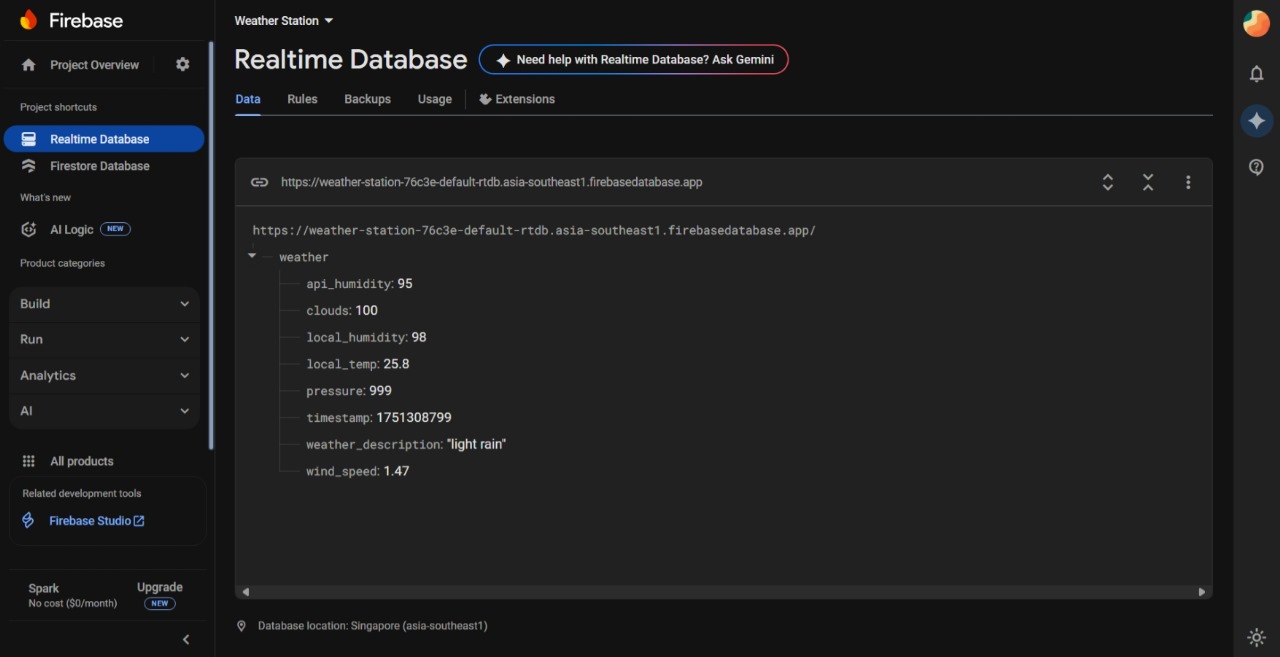 Firebase
Project Overview
Project shortcuts
Realtime Database
Firestore Database
What's new
AI Logic NEW
Product categories
Build
Run
Analytics
AI
All products
Related development tools
Firebase Studio
Spark
No cost ($0/month)
Upgrade
NEW
Weather Station
Realtime Database
Need help with Realtime Database? Ask Gemini
Data Rules Backups Usage Extensions
https://weather-station-76c3e-default-rtdb.asia-southeast1.firebasedatabase.app
https://weather-station-76c3e-default-rtdb.asia-southeast1.firebasedatabase.app/
weather
api_humidity: 95
clouds: 100
local_humidity: 98
local_temp: 25.8
pressure: 999
timestamp: 1751308799
weather_description: "light rain"
wind_speed: 1.47
Database location: Singapore (asia-southeast1)